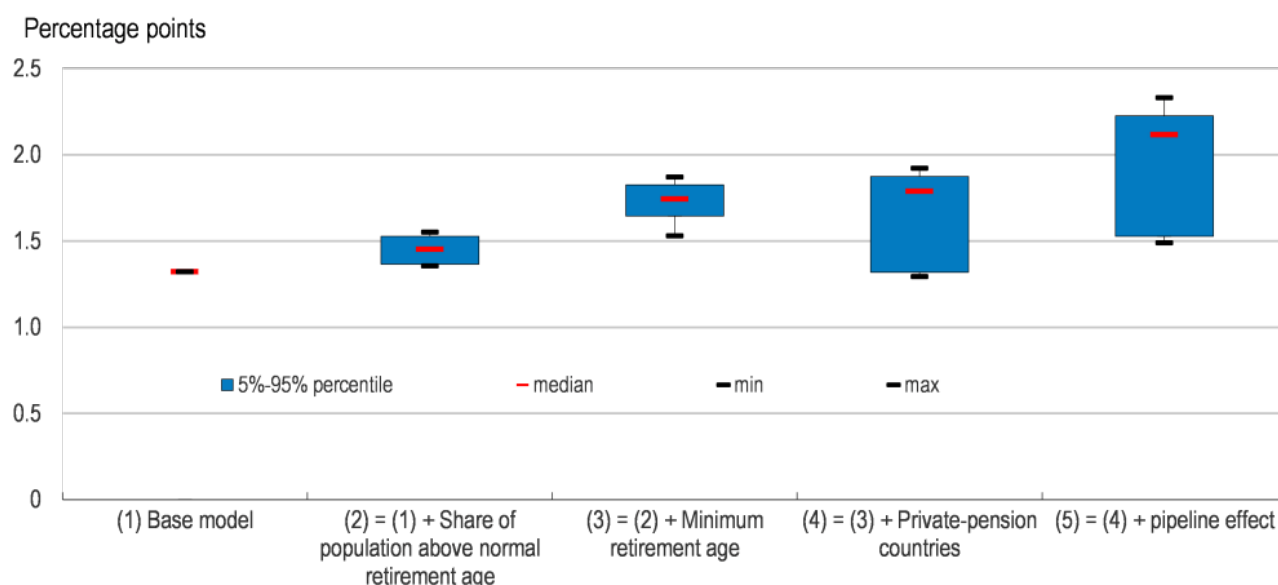 Percentage points
2.5
2.0
1.5
1.0
0.5
0
5%-95% percentile
median
min
max
(1) Base model
(2) = (1) + Share of
population above normal
retirement age
(3) = (2) + Minimum
retirement age
(4) = (3) + Private-pension
countries
(5) = (4) + pipeline effect